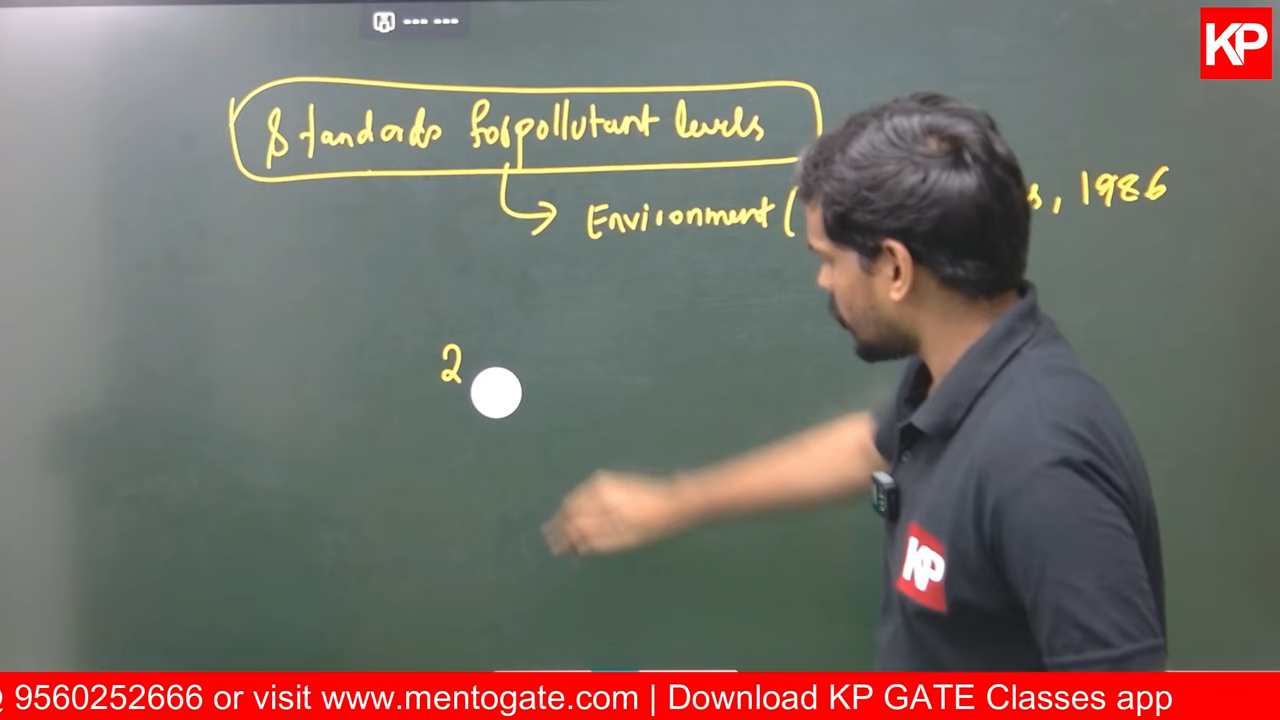 KP
Standards for pollutant levels
Environment ( s, 1986
2
KP
9560252666 or visit www.mentogate.com | Download KP GATE Classes app